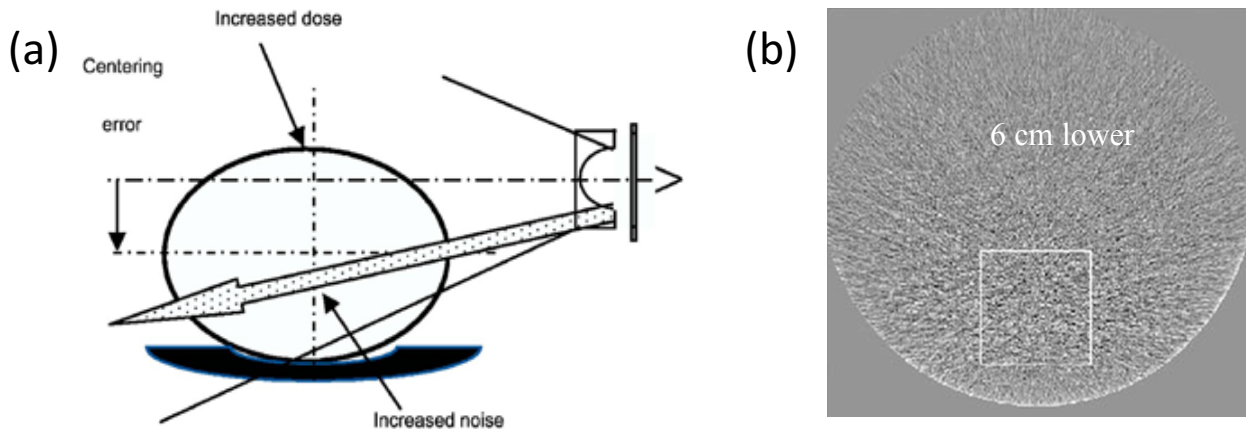 (a)
Increased dose
Centering
error
Increased noise
(b)
6 cm lower